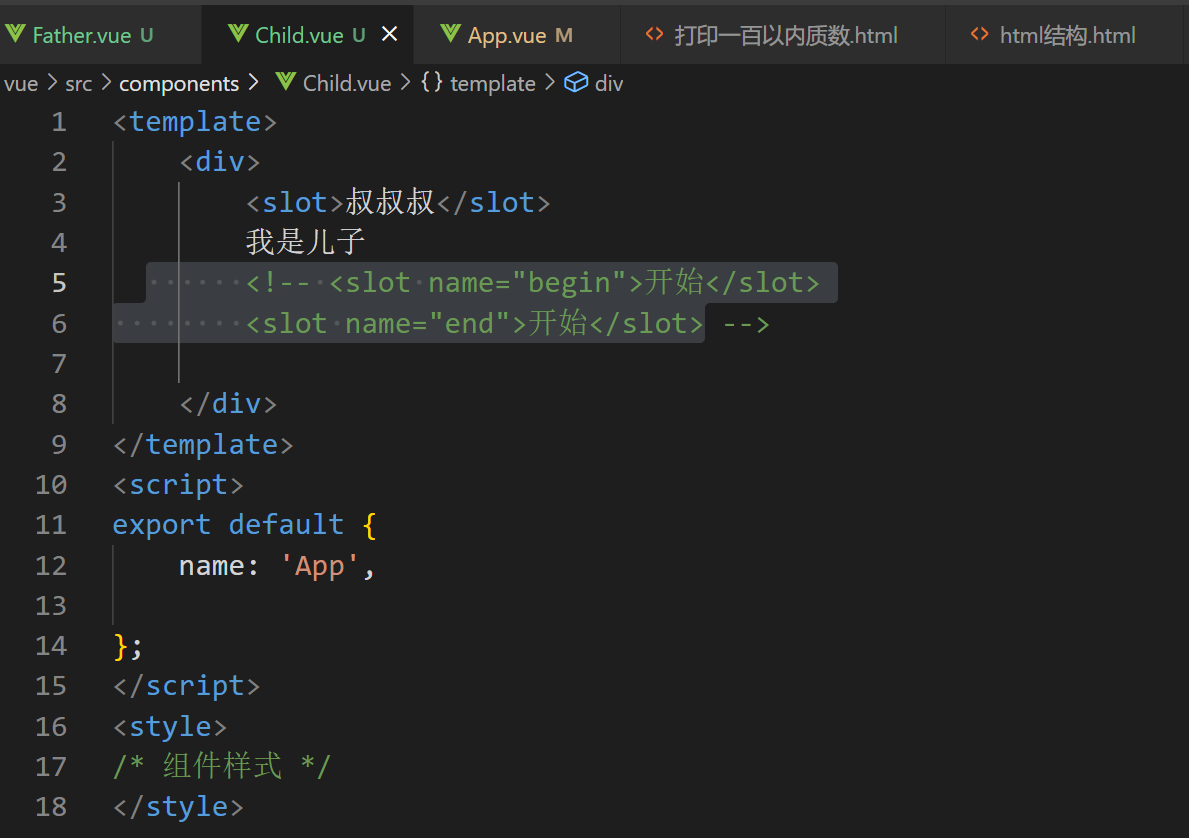 Father.vue U Child.vue U × App.vue M <> 打印一百以内质数.html <> html结构.html
vue > src > components > Child.vue > {} template > div
1 <template>
2     <div>
3         <slot>叔叔叔</slot>
4         我是儿子
5         <!-- <slot name="begin">开始</slot>
6         <slot name="end">开始</slot> -->
7
8     </div>
9 </template>
10 <script>
11 export default {
12     name: 'App',
13
14 };
15 </script>
16 <style>
17 /* 组件样式 */
18 </style>